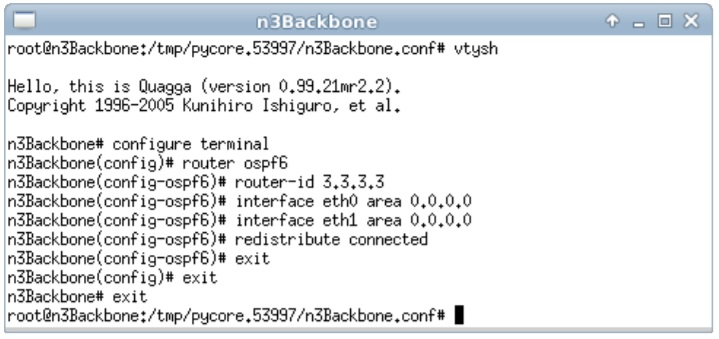 n3Backbone
root@n3Backbone:/tmp/pycore.53997/n3Backbone.conf# vtysh
Hello, this is Quagga (version 0.99.21mr2.2).
Copyright 1996-2005 Kunihiro Ishiguro, et al.
n3Backbone# configure terminal
n3Backbone(config)# router ospf6
n3Backbone(config-ospf6)# router-id 3.3.3.3
n3Backbone(config-ospf6)# interface eth0 area 0.0.0.0
n3Backbone(config-ospf6)# interface eth1 area 0.0.0.0
n3Backbone(config-ospf6)# redistribute connected
n3Backbone(config-ospf6)# exit
n3Backbone(config)# exit
n3Backbone# exit
root@n3Backbone:/tmp/pycore.53997/n3Backbone.conf#